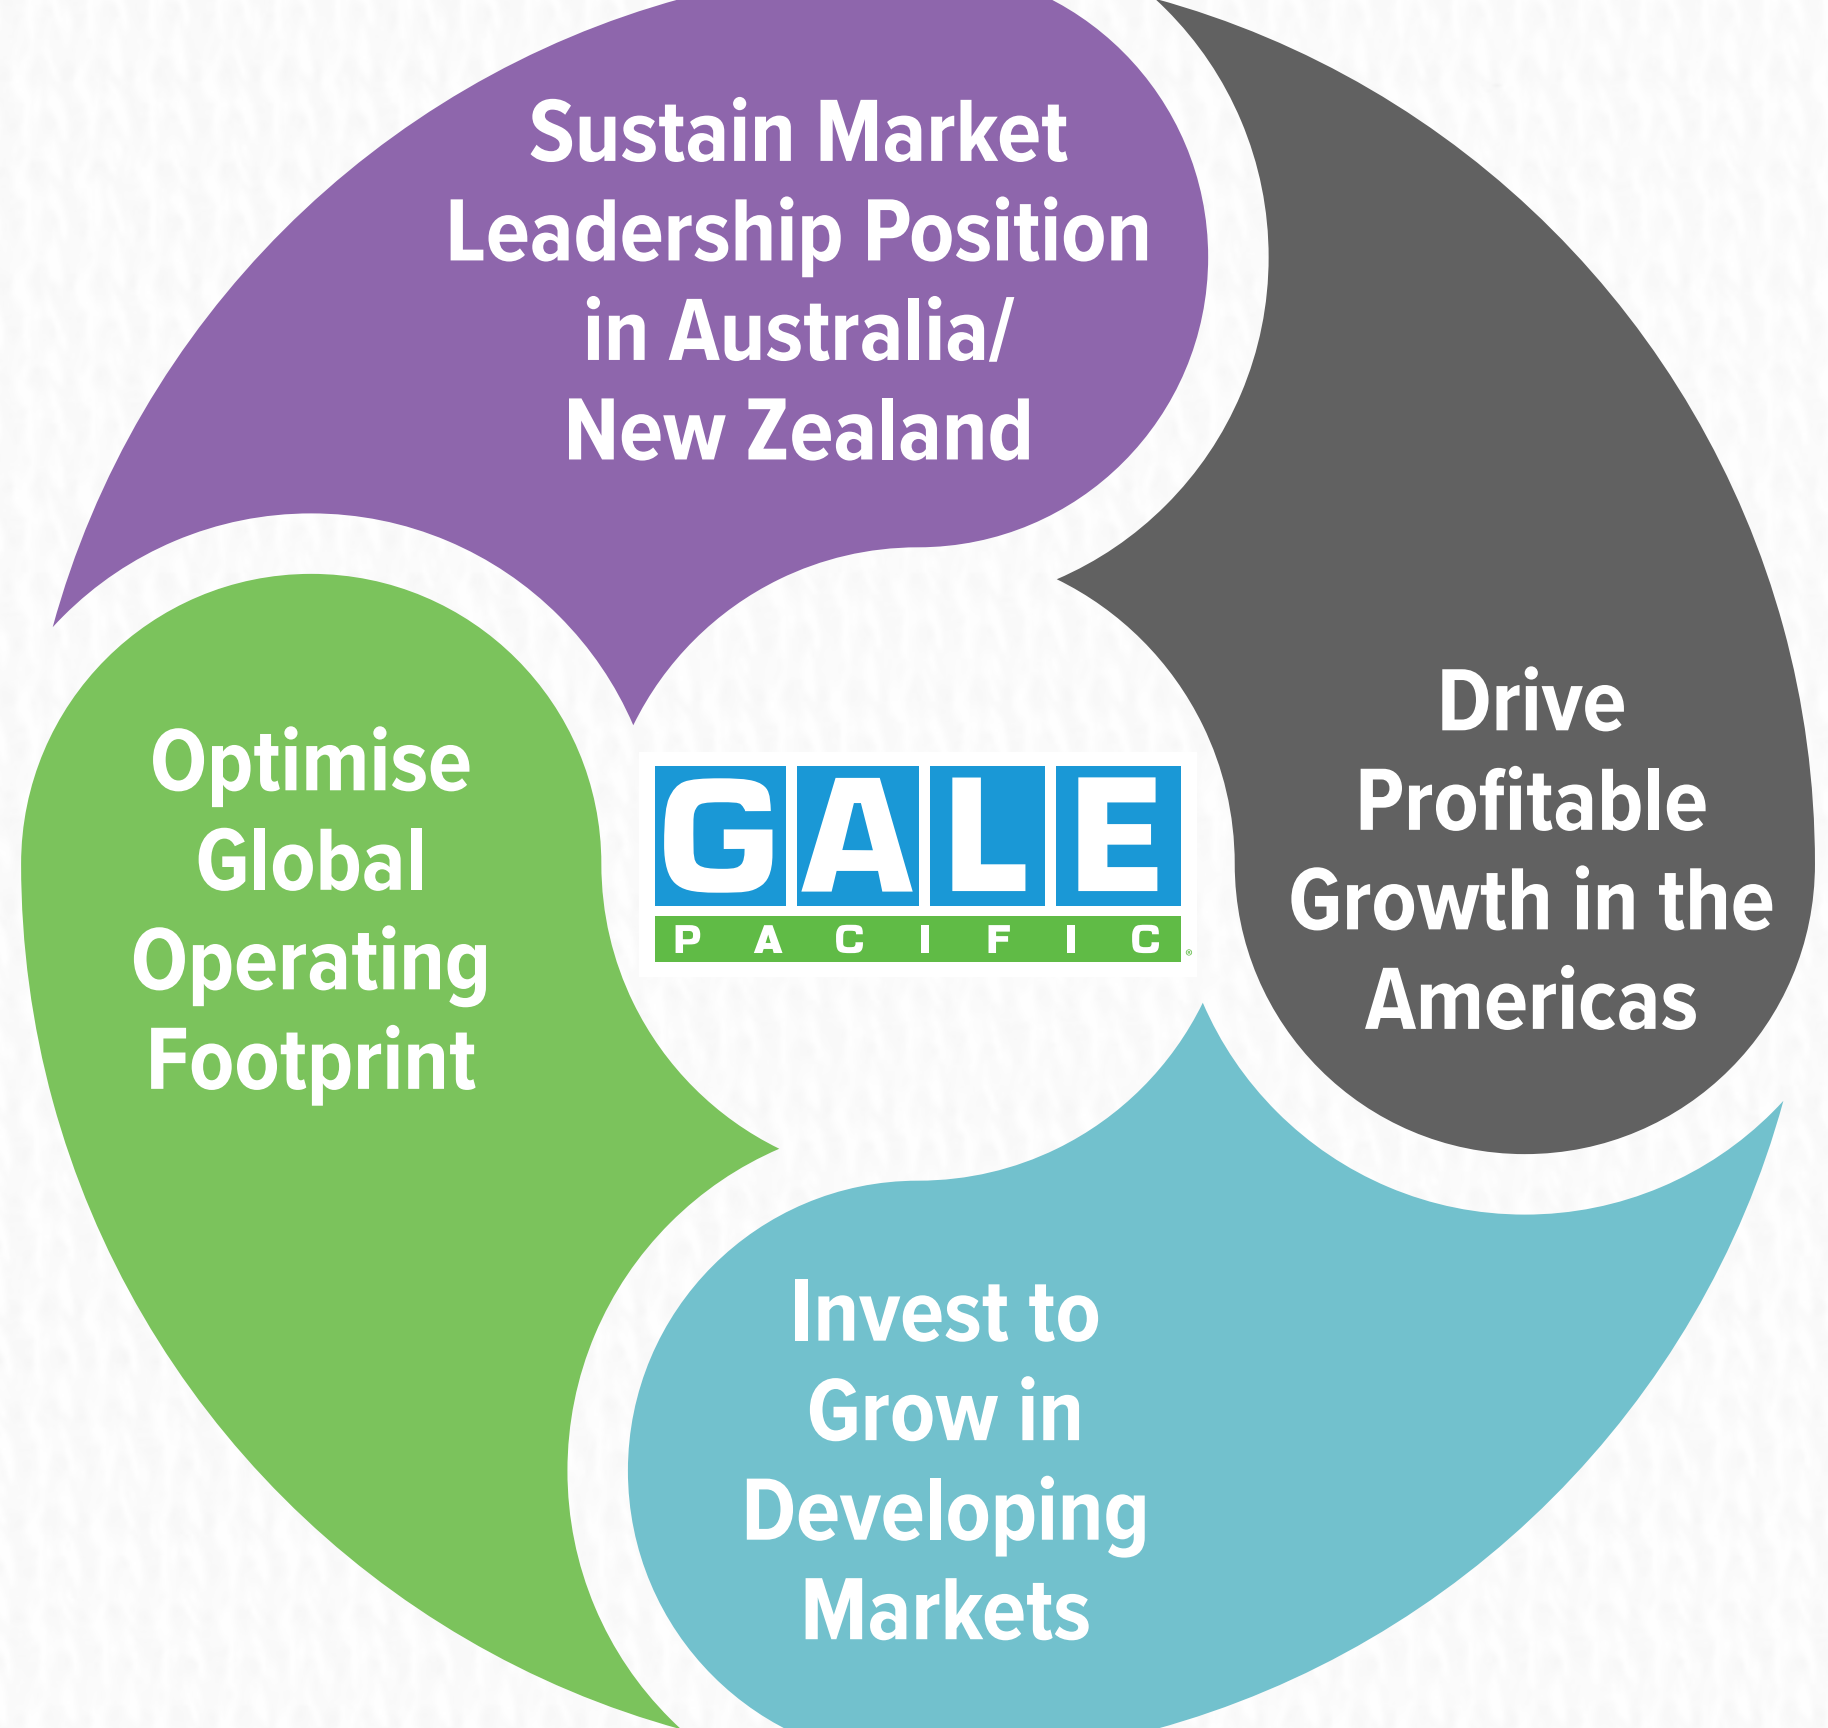 Sustain Market
Leadership Position
in Australia/
New Zealand
Drive
Profitable
Growth in the
Americas
Invest to
Grow in
Developing
Markets
Optimise
Global
Operating
Footprint
GALE
PACIFIC®